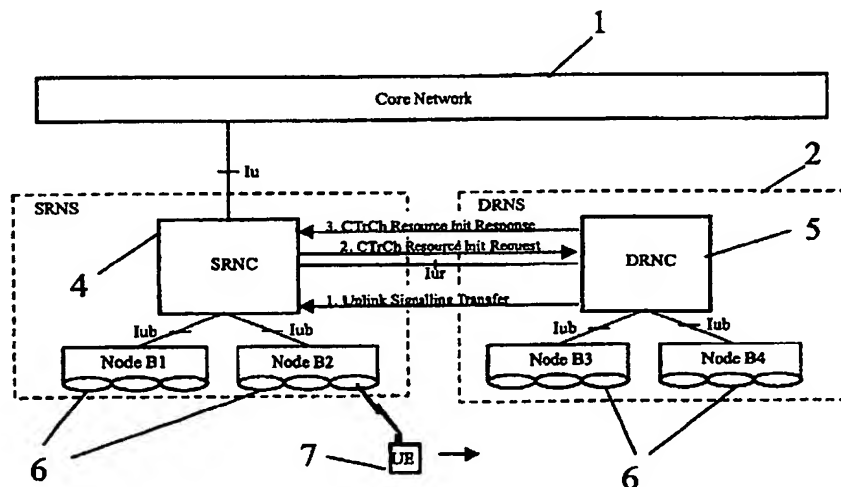 1
Core Network
Iu
2
SRNS
DRNS
3. CTrCh Resource Init Response
2. CTrCh Resource Init Request
4
SRNC
Iur
DRNC
5
1. Uplink Signalling Transfer
Iub
Iub
Iub
Iub
Node B1
Node B2
Node B3
Node B4
6
6
7
UE
6